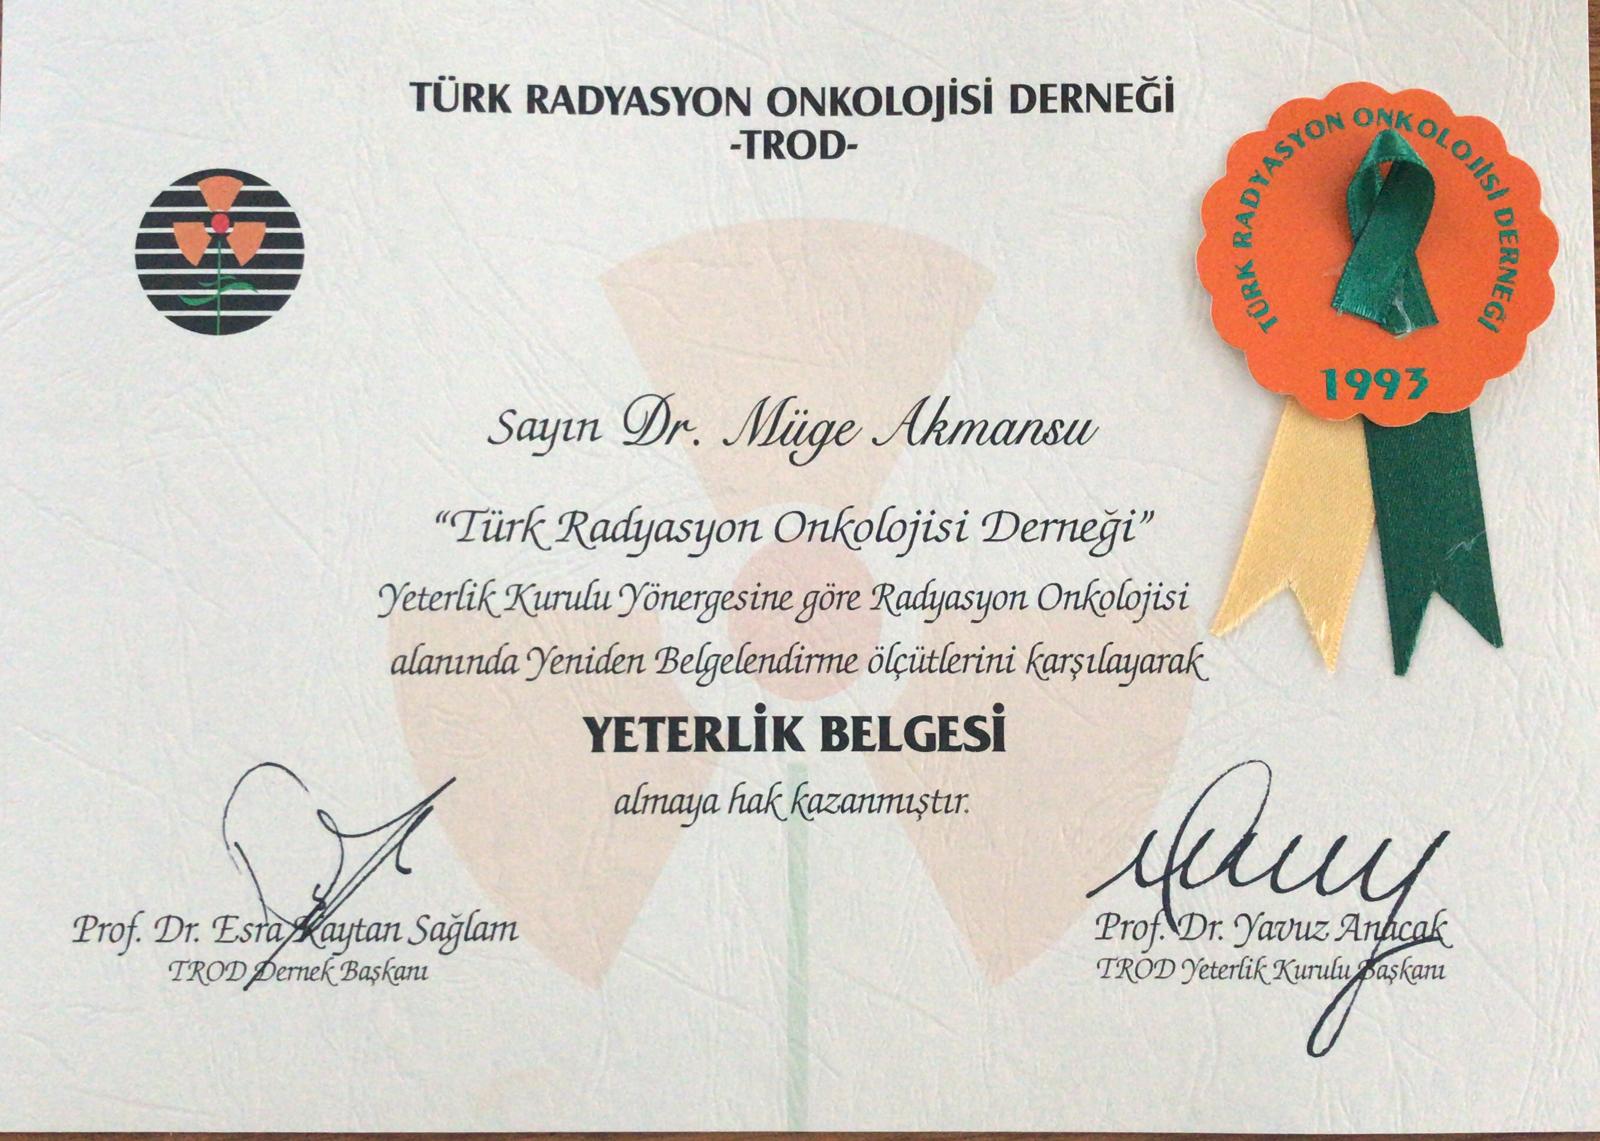 TÜRK RADYASYON ONKOLOJİSİ DERNEĞİ
-TROD-
TÜRK RADYASYON ONKOLOJİSİ DERNEĞİ
1993
Sayın Dr. Müge Akmansu
“Türk Radyasyon Onkolojisi Derneği”
Yeterlik Kurulu Yönergesine göre Radyasyon Onkolojisi
alanında Yeniden Belgelendirme ölçütlerini karşılayarak
YETERLİK BELGESİ
almaya hak kazanmıştır.
Prof. Dr. Esra Kaytan Sağlam
TROD Dernek Başkanı
Prof. Dr. Yavuz Anacak
TROD Yeterlik Kurulu Başkanı